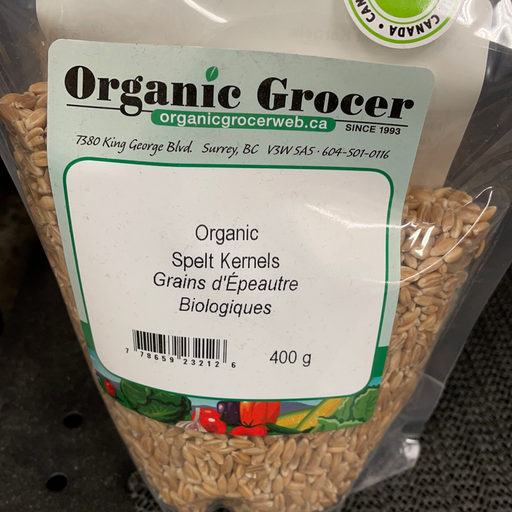 CANADA • CAN
Organic Grocer
organicgrocerweb.ca
SINCE 1993
7380 King George Blvd. Surrey, BC V3W 5A5 · 604-501-0116
Organic
Spelt Kernels
Grains d'Épeautre
Biologiques
7 78659 23212 6
400 g